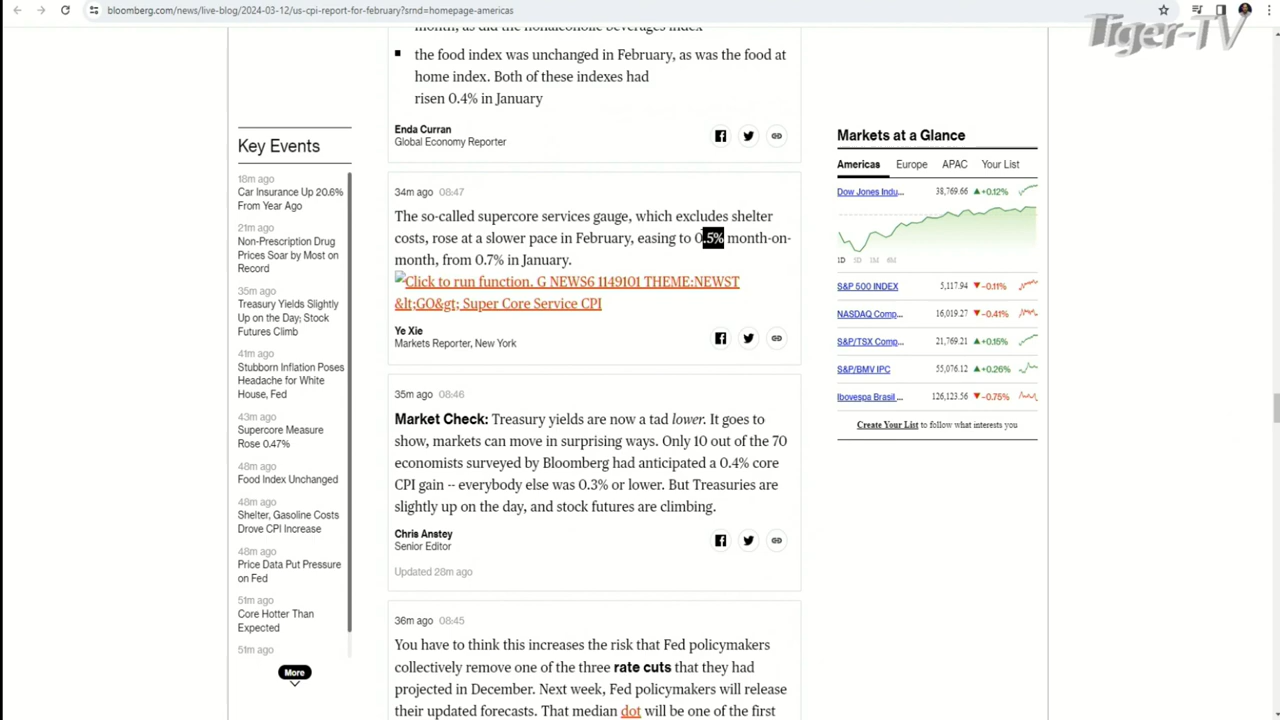 bloomberg.com/news/live-blog/2024-03-12/us-cpi-report-for-february?srnd=homepage-americas
Tiger-TV
the food index was unchanged in February, as was the food at
home index. Both of these indexes had
risen 0.4% in January
Enda Curran
Global Economy Reporter
34m ago 08:47
The so-called supercore services gauge, which excludes shelter
costs, rose at a slower pace in February, easing to 0.5% month-on-
month, from 0.7% in January.
Click to run function. G NEWS6 1149101 THEME:NEWST
&lt;GO&gt; Super Core Service CPI
Ye Xie
Markets Reporter, New York
35m ago 08:46
Market Check: Treasury yields are now a tad lower. It goes to
show, markets can move in surprising ways. Only 10 out of the 70
economists surveyed by Bloomberg had anticipated a 0.4% core
CPI gain -- everybody else was 0.3% or lower. But Treasuries are
slightly up on the day, and stock futures are climbing.
Chris Anstey
Senior Editor
Updated 28m ago
36m ago 08:45
You have to think this increases the risk that Fed policymakers
collectively remove one of the three rate cuts that they had
projected in December. Next week, Fed policymakers will release
their updated forecasts. That median dot will be one of the first
Key Events
18m ago
Car Insurance Up 20.6%
From Year Ago
21m ago
Non-Prescription Drug
Prices Soar by Most on
Record
35m ago
Treasury Yields Slightly
Up on the Day; Stock
Futures Climb
41m ago
Stubborn Inflation Poses
Headache for White
House, Fed
43m ago
Supercore Measure
Rose 0.47%
48m ago
Food Index Unchanged
48m ago
Shelter, Gasoline Costs
Drove CPI Increase
48m ago
Price Data Put Pressure
on Fed
51m ago
Core Hotter Than
Expected
51m ago
More
Markets at a Glance
Americas Europe APAC Your List
Dow Jones Indu... 38,769.66 ▲+0.12%
1D 5D 1M 6M
S&P 500 INDEX 5,117.94 ▼-0.11%
NASDAQ Comp... 16,019.27 ▼-0.41%
S&P/TSX Comp... 21,769.21 ▲+0.15%
S&P/BMV IPC 55,076.12 ▲+0.26%
Ibovespa Brasil ... 126,123.56 ▼-0.75%
Create Your List to follow what interests you